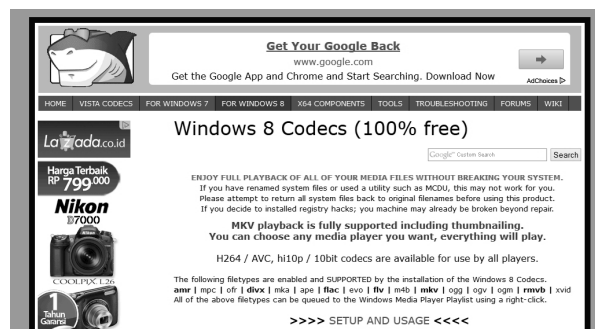 Get Your Google Back
www.google.com
Get the Google App and Chrome and Start Searching. Download Now
AdChoices
HOME VISTA CODECS FOR WINDOWS 7 FOR WINDOWS 8 X64 COMPONENTS TOOLS TROUBLESHOOTING FORUMS WIKI
Lazada.co.id
Harga Terbaik
RP 799.000
Nikon
D7000
COOLPIX L26
1
Tahun
Garansi
Windows 8 Codecs (100% free)
Google™ Custom Search Search
ENJOY FULL PLAYBACK OF ALL OF YOUR MEDIA FILES WITHOUT BREAKING YOUR SYSTEM.
If you have renamed system files or used a utility such as MCDU, this may not work for you.
Please attempt to return all system files back to original filenames before using this product.
If you decide to installed registry hacks; you machine may already be broken beyond repair.
MKV playback is fully supported including thumbnailing.
You can choose any media player you want, everything will play.
H264 / AVC, hi10p / 10bit codecs are available for use by all players.
The following filetypes are enabled and SUPPORTED by the installation of the Windows 8 Codecs.
amr | mpc | ofr | divx | mka | ape | flac | evo | flv | m4b | mkv | ogg | ogv | ogm | rmvb | xvid
All of the above filetypes can be queued to the Windows Media Player Playlist using a right-click.
>>>> SETUP AND USAGE <<<<